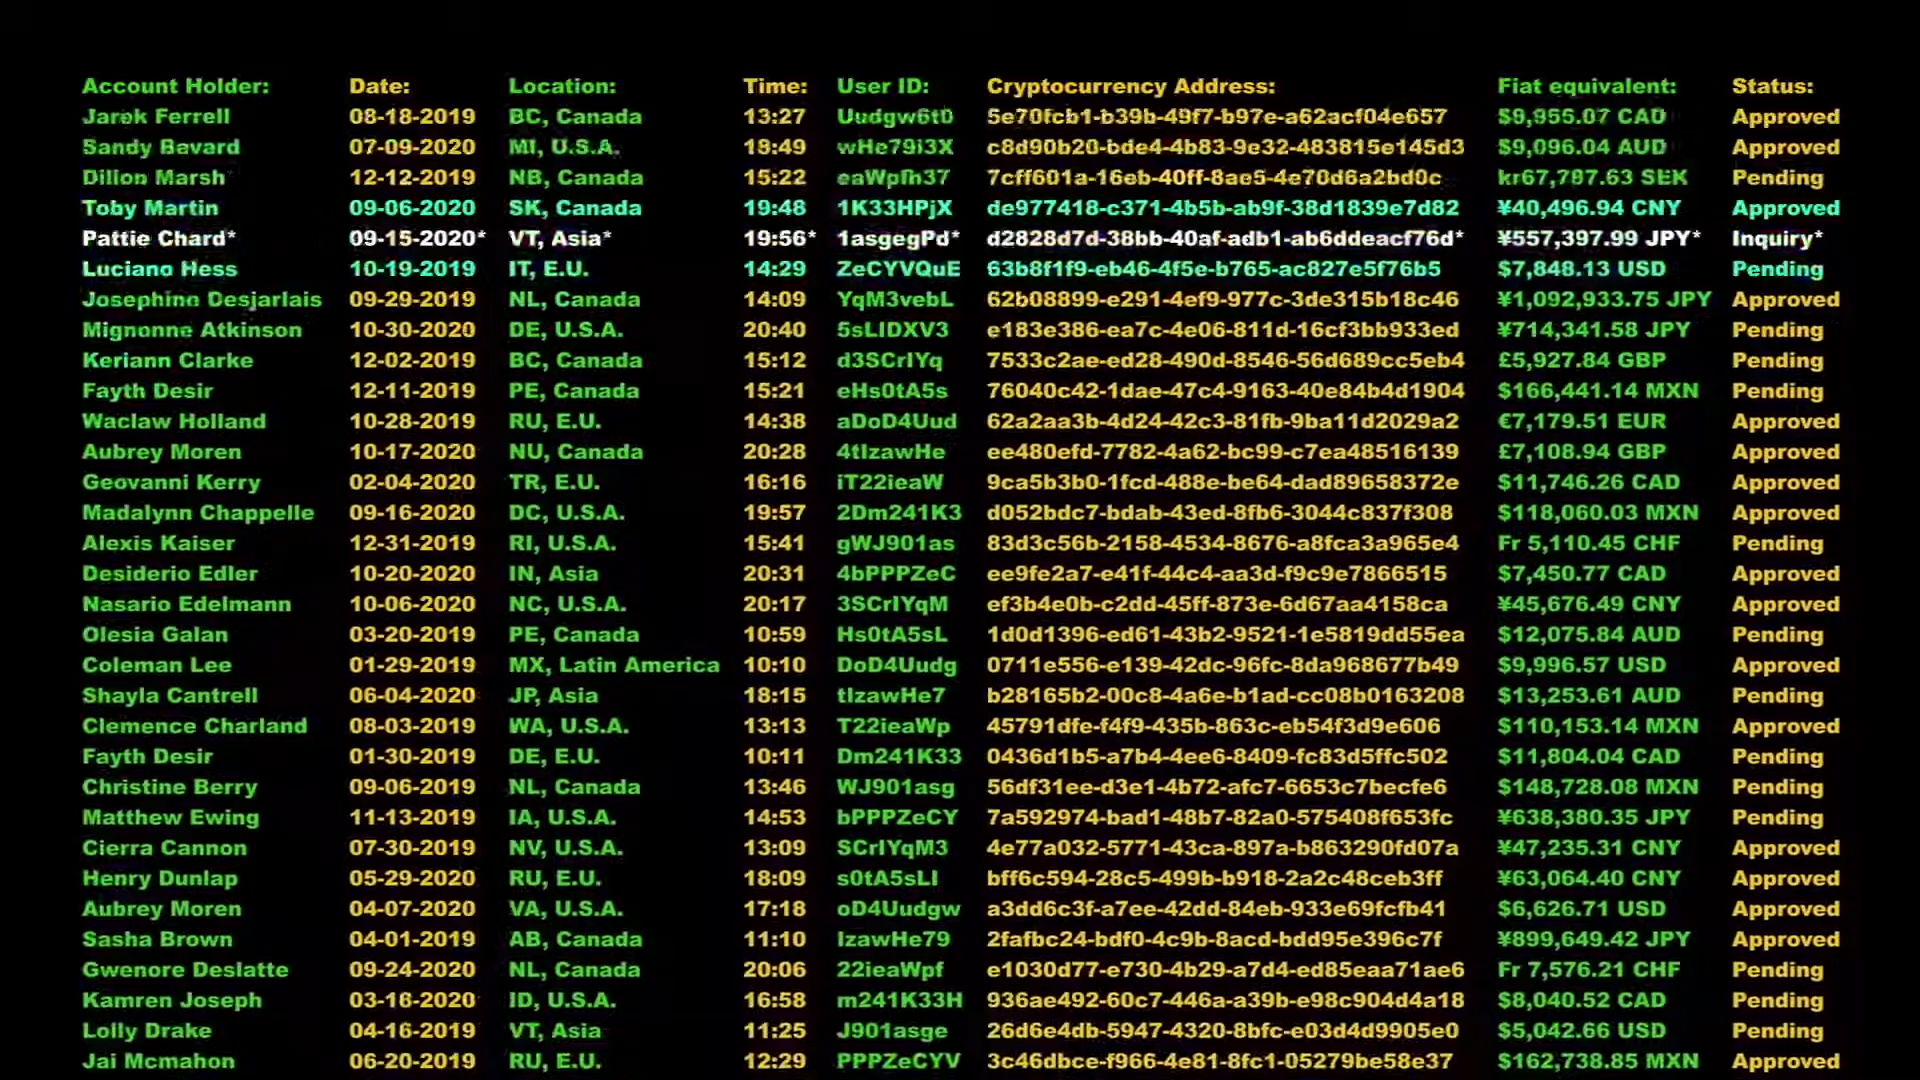 Account Holder: Date: Location: Time: User ID: Cryptocurrency Address: Fiat equivalent: Status:
Jarek Ferrell 08-18-2019 BC, Canada 13:27 Uudgw6t0 5e70fcb1-b39b-49f7-b97e-a62acf04e657 $9,955.07 CAD Approved
Sandy Bevard 07-09-2020 MI, U.S.A. 18:49 wHe79i3X c8d90b20-bde4-4b83-9e32-483815e145d3 $9,096.04 AUD Approved
Dillon Marsh 12-12-2019 NB, Canada 15:22 eaWpfh37 7cff601a-16eb-40ff-8ae5-4e70d6a2bd0c kr67,787.63 SEK Pending
Toby Martin 09-06-2020 SK, Canada 19:48 1K33HPjX de977418-c371-4b5b-ab9f-38d1839e7d82 ¥40,496.94 CNY Approved
Pattie Chard* 09-15-2020* VT, Asia* 19:56* 1asgegPd* d2828d7d-38bb-40af-adb1-ab6ddeacf76d* ¥557,397.99 JPY* Inquiry*
Luciano Hess 10-19-2019 IT, E.U. 14:29 ZeCYVQuE 63b8f1f9-eb46-4f5e-b765-ac827e5f76b5 $7,848.13 USD Pending
Josephine Desjarlais 09-29-2019 NL, Canada 14:09 YqM3vebL 62b08899-e291-4ef9-977c-3de315b18c46 ¥1,092,933.75 JPY Approved
Mignonne Atkinson 10-30-2020 DE, U.S.A. 20:40 5sLIDXV3 e183e386-ea7c-4e06-811d-16cf3bb933ed ¥714,341.58 JPY Pending
Keriann Clarke 12-02-2019 BC, Canada 15:12 d3SCrIYq 7533c2ae-ed28-490d-8546-56d689cc5eb4 £5,927.84 GBP Pending
Fayth Desir 12-11-2019 PE, Canada 15:21 eHs0tA5s 76040c42-1dae-47c4-9163-40e84b4d1904 $166,441.14 MXN Pending
Waclaw Holland 10-28-2019 RU, E.U. 14:38 aDoD4Uud 62a2aa3b-4d24-42c3-81fb-9ba11d2029a2 €7,179.51 EUR Approved
Aubrey Moren 10-17-2020 NU, Canada 20:28 4tIzawHe ee480efd-7782-4a62-bc99-c7ea48516139 £7,108.94 GBP Approved
Geovanni Kerry 02-04-2020 TR, E.U. 16:16 iT22ieaW 9ca5b3b0-1fcd-488e-be64-dad89658372e $11,746.26 CAD Approved
Madalynn Chappelle 09-16-2020 DC, U.S.A. 19:57 2Dm241K3 d052bdc7-bdab-43ed-8fb6-3044c837f308 $118,060.03 MXN Approved
Alexis Kaiser 12-31-2019 RI, U.S.A. 15:41 gWJ901as 83d3c56b-2158-4534-8676-a8fca3a965e4 Fr 5,110.45 CHF Pending
Desiderio Edler 10-20-2020 IN, Asia 20:31 4bPPPZeC ee9fe2a7-e41f-44c4-aa3d-f9c9e7866515 $7,450.77 CAD Approved
Nasario Edelmann 10-06-2020 NC, U.S.A. 20:17 3SCrIYqM ef3b4e0b-c2dd-45ff-873e-6d67aa4158ca ¥45,676.49 CNY Approved
Olesia Galan 03-20-2019 PE, Canada 10:59 Hs0tA5sL 1d0d1396-ed61-43b2-9521-1e5819dd55ea $12,075.84 AUD Pending
Coleman Lee 01-29-2019 MX, Latin America 10:10 DoD4Uudg 0711e556-e139-42dc-96fc-8da968677b49 $9,996.57 USD Approved
Shayla Cantrell 06-04-2020 JP, Asia 18:15 tIzawHe7 b28165b2-00c8-4a6e-b1ad-cc08b0163208 $13,253.61 AUD Pending
Clemence Charland 08-03-2019 WA, U.S.A. 13:13 T22ieaWp 45791dfe-f4f9-435b-863c-eb54f3d9e606 $110,153.14 MXN Approved
Fayth Desir 01-30-2019 DE, E.U. 10:11 Dm241K33 0436d1b5-a7b4-4ee6-8409-fc83d5ffc502 $11,804.04 CAD Pending
Christine Berry 09-06-2019 NL, Canada 13:46 WJ901asg 56df31ee-d3e1-4b72-afc7-6653c7becfe6 $148,728.08 MXN Pending
Matthew Ewing 11-13-2019 IA, U.S.A. 14:53 bPPPZeCY 7a592974-bad1-48b7-82a0-575408f653fc ¥638,380.35 JPY Pending
Cierra Cannon 07-30-2019 NV, U.S.A. 13:09 SCrIYqM3 4e77a032-5771-43ca-897a-b863290fd07a ¥47,235.31 CNY Approved
Henry Dunlap 05-29-2020 RU, E.U. 18:09 s0tA5sLI bff6c594-28c5-499b-b918-2a2c48ceb3ff ¥63,064.40 CNY Approved
Aubrey Moren 04-07-2020 VA, U.S.A. 17:18 oD4Uudgw a3dd6c3f-a7ee-42dd-84eb-933e69fcfb41 $6,626.71 USD Approved
Sasha Brown 04-01-2019 AB, Canada 11:10 IzawHe79 2fafbc24-bdf0-4c9b-8acd-bdd95e396c7f ¥899,649.42 JPY Approved
Gwenore Deslatte 09-24-2020 NL, Canada 20:06 22ieaWpf e1030d77-e730-4b29-a7d4-ed85eaa71ae6 Fr 7,576.21 CHF Pending
Kamren Joseph 03-16-2020 ID, U.S.A. 16:58 m241K33H 936ae492-60c7-446a-a39b-e98c904d4a18 $8,040.52 CAD Pending
Lolly Drake 04-16-2019 VT, Asia 11:25 J901asge 26d6e4db-5947-4320-8bfc-e03d4d9905e0 $5,042.66 USD Pending
Jai Mcmahon 06-20-2019 RU, E.U. 12:29 PPPZeCYV 3c46dbce-f966-4e81-8fc1-05279be58e37 $162,738.85 MXN Approved